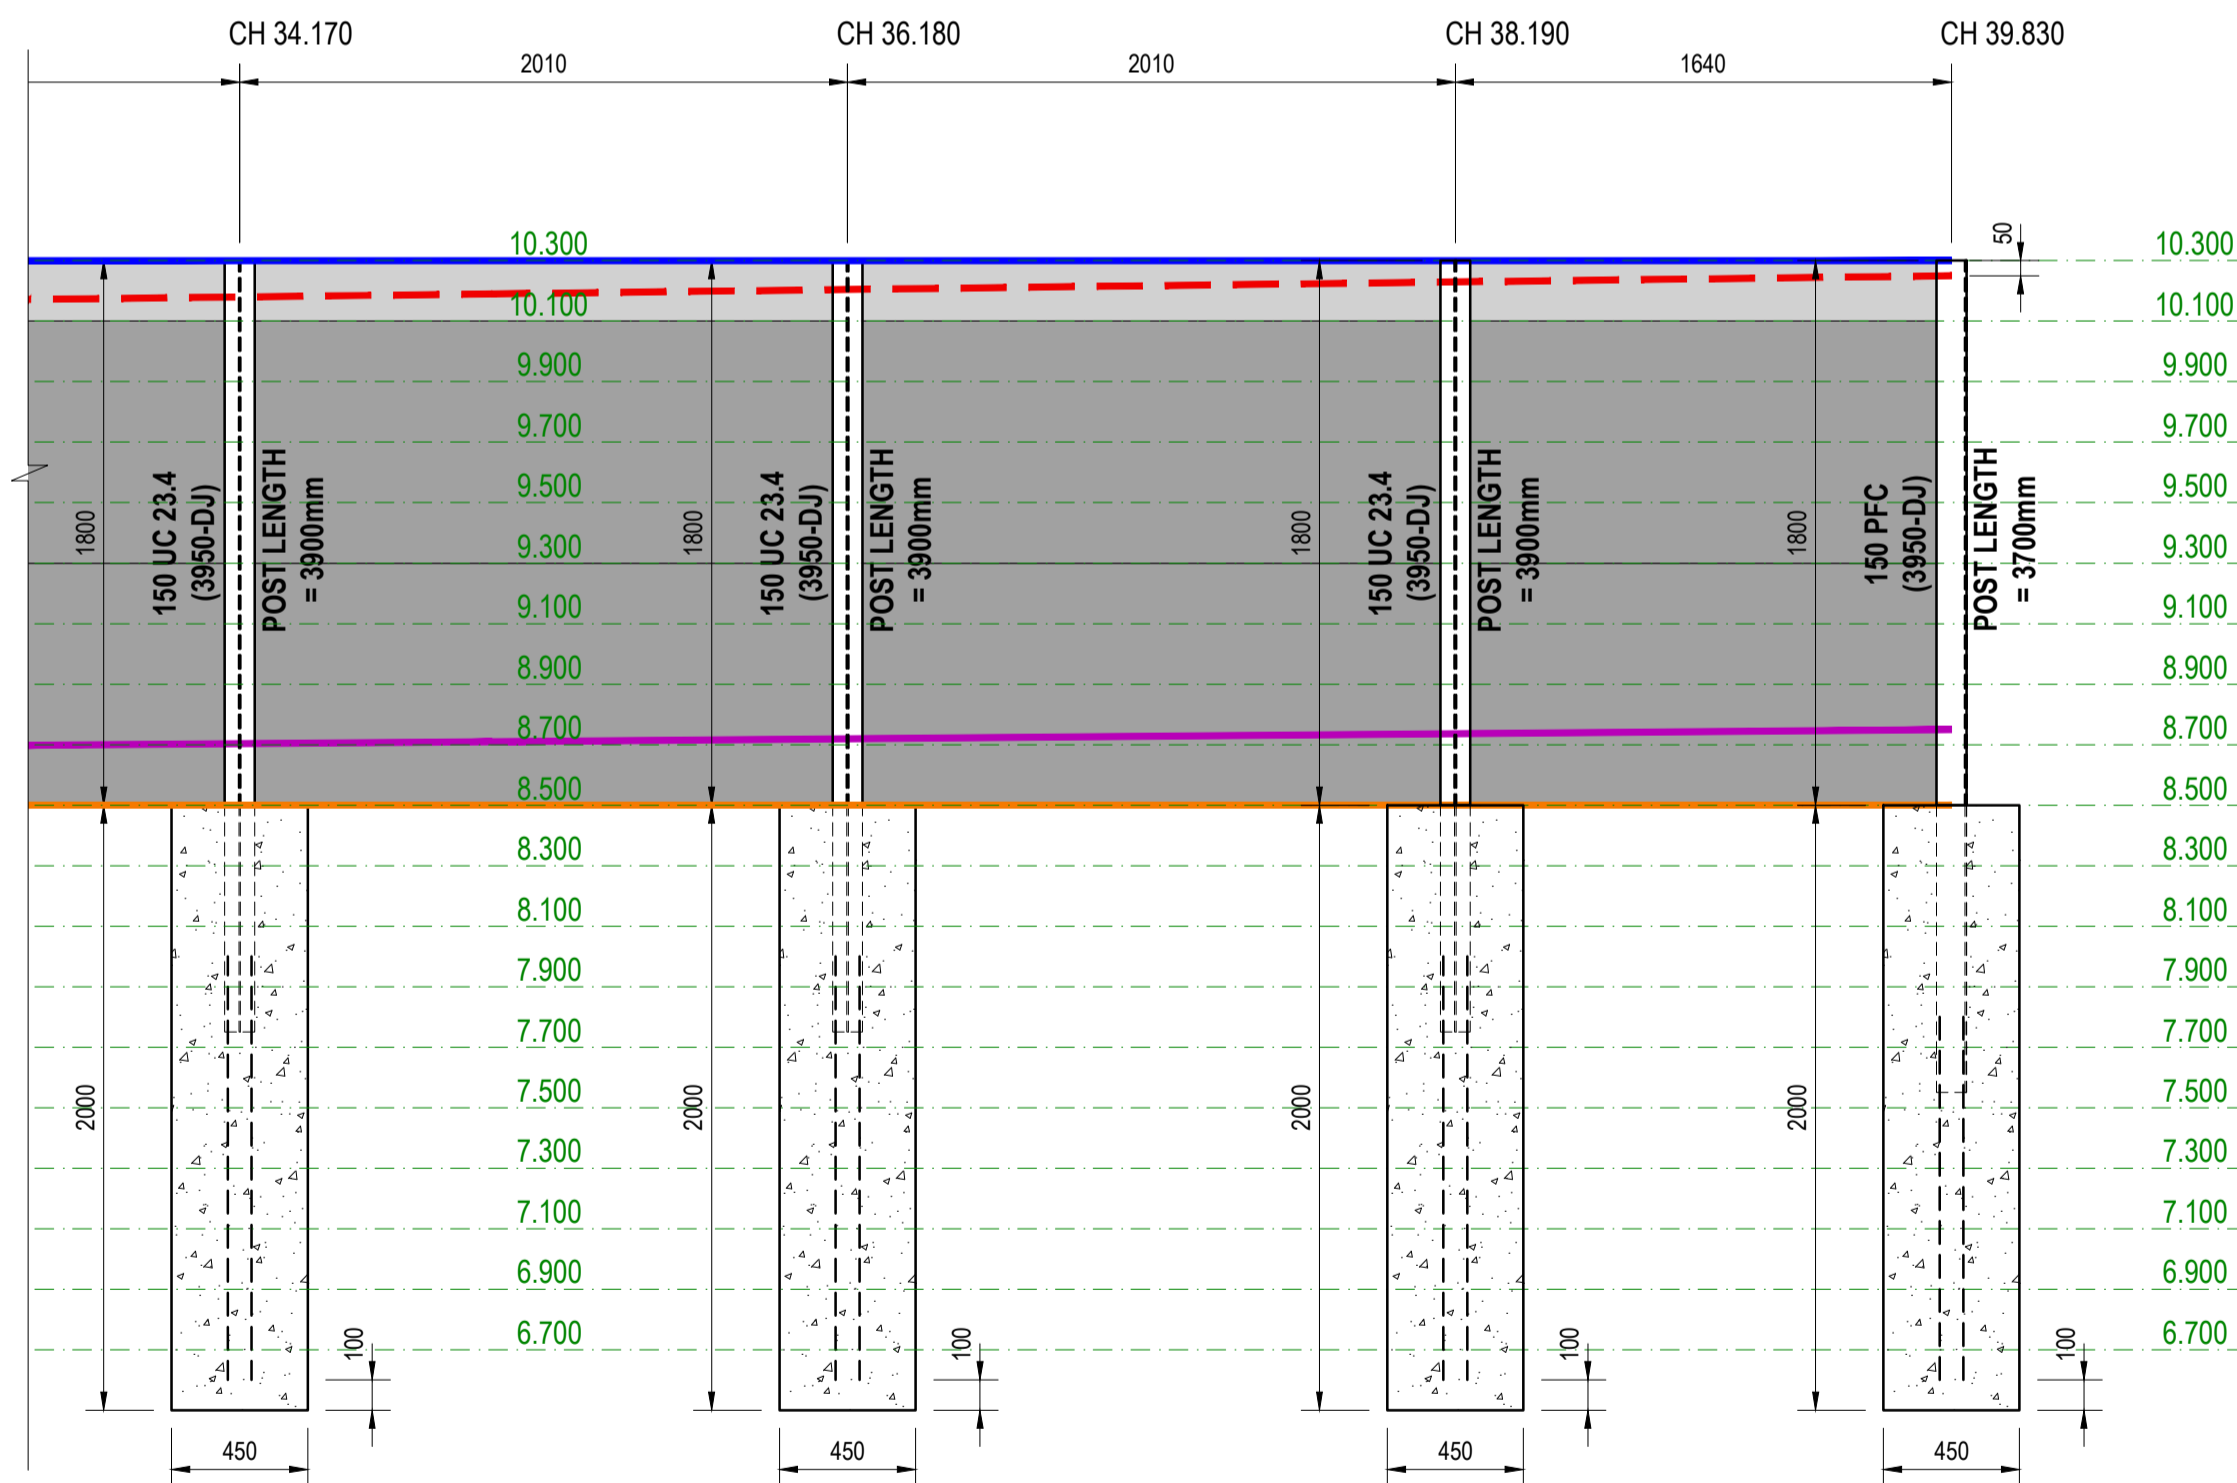 CH 34.170
CH 36.180
CH 38.190
CH 39.830
2010
2010
1640
50
10.300
10.300
10.100
10.100
9.900
9.900
9.700
9.700
9.500
9.500
9.300
9.300
9.100
9.100
8.900
8.900
8.700
8.700
8.500
8.500
8.300
8.300
8.100
8.100
7.900
7.900
7.700
7.700
7.500
7.500
7.300
7.300
7.100
7.100
6.900
6.900
6.700
6.700
1800
150 UC 23.4
(3950-DJ)
POST LENGTH
= 3900mm
1800
150 UC 23.4
(3950-DJ)
POST LENGTH
= 3900mm
1800
150 UC 23.4
(3950-DJ)
POST LENGTH
= 3900mm
1800
150 PFC
(3950-DJ)
POST LENGTH
= 3700mm
2000
2000
2000
2000
100
100
100
100
450
450
450
450